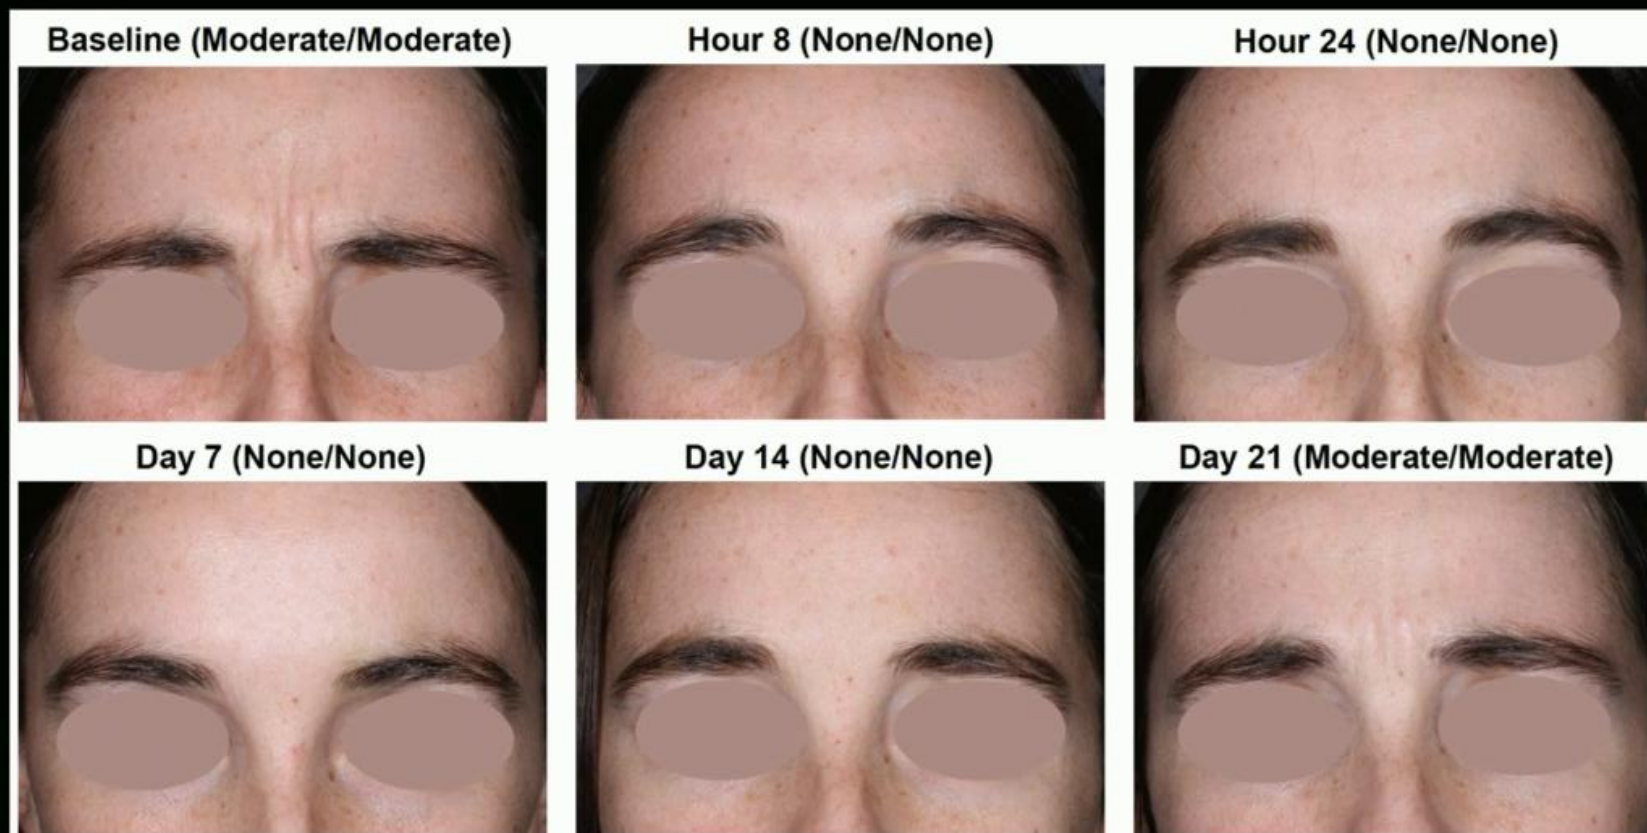 Baseline (Moderate/Moderate)
Hour 8 (None/None)
Hour 24 (None/None)
Day 7 (None/None)
Day 14 (None/None)
Day 21 (Moderate/Moderate)